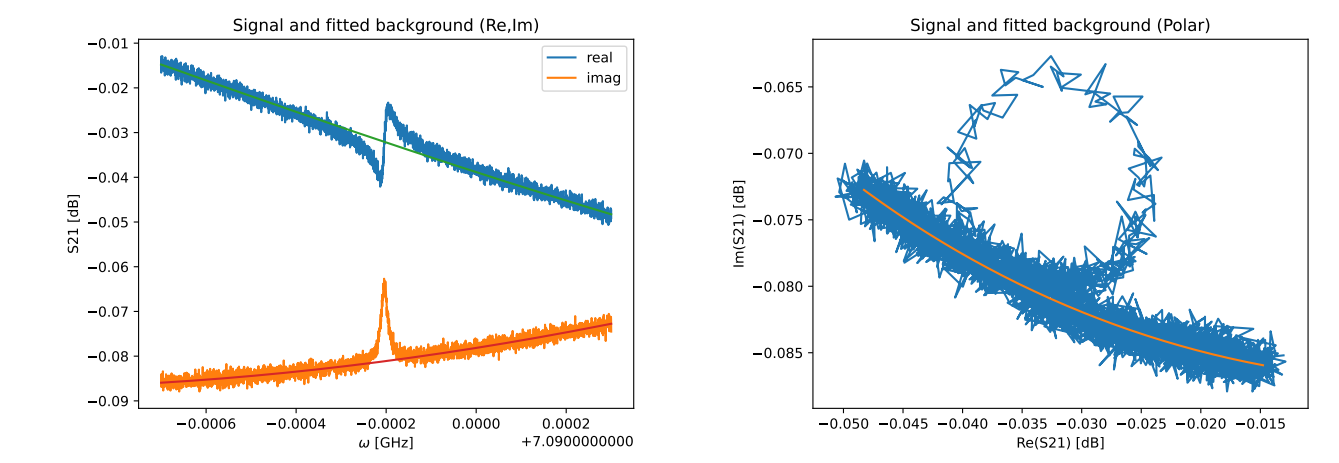 Signal and fitted background (Re,Im)
−0.01
−0.02
−0.03
−0.04
−0.05
−0.06
−0.07
−0.08
−0.09
S21 [dB]
real
imag
−0.0006 −0.0004 −0.0002 0.0000 0.0002
ω [GHz]
+7.0900000000
Signal and fitted background (Polar)
−0.065
−0.070
−0.075
−0.080
−0.085
Im(S21) [dB]
−0.050 −0.045 −0.040 −0.035 −0.030 −0.025 −0.020 −0.015
Re(S21) [dB]